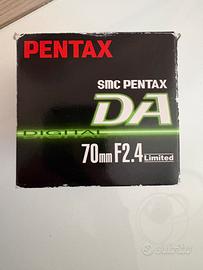 PENTAX
SMC PENTAX
DA
DIGITAL
70mm F2.4 Limited